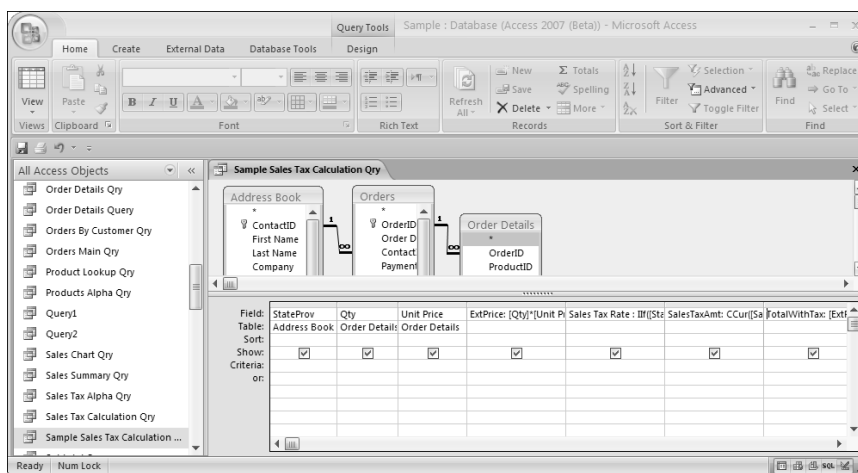 Query Tools Sample : Database (Access 2007 (Beta)) - Microsoft Access
Home Create External Data Database Tools Design
View
Paste
B I U A
Refresh All
New
Save
Delete
Σ Totals
Spelling
More
Filter
Selection
Advanced
Toggle Filter
Find
Replace
Go To
Select
Views Clipboard Font Rich Text Records Sort & Filter Find
All Access Objects
Order Details Qry
Order Details Query
Orders By Customer Qry
Orders Main Qry
Product Lookup Qry
Products Alpha Qry
Query1
Query2
Sales Chart Qry
Sales Summary Qry
Sales Tax Alpha Qry
Sales Tax Calculation Qry
Sample Sales Tax Calculation ...
Sample Sales Tax Calculation Qry
Address Book
*
ContactID
First Name
Last Name
Company
1
∞
Orders
*
OrderID
Order D
Contact
Payment
1
∞
Order Details
*
OrderID
ProductID
Field: StateProv Qty Unit Price ExtPrice: [Qty]*[Unit Pr Sales Tax Rate : IIf([Sta SalesTaxAmt: CCur([Sa TotalWithTax: [ExtF
Table: Address Book Order Details Order Details
Sort:
Show:
Criteria:
or:
Ready Num Lock SQL